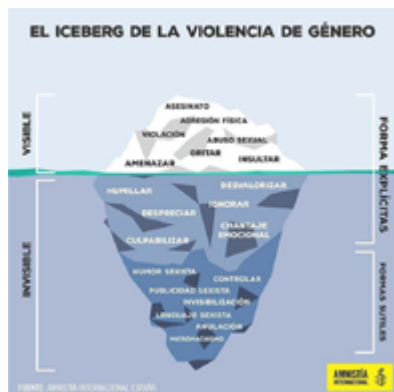 EL ICEBERG DE LA VIOLENCIA DE GÉNERO
VISIBLE
ASESINATO
AGRESIÓN FÍSICA
VIOLACIÓN
ABUSO SEXUAL
GRITAR
AMENAZAR
INSULTAR
FORMA EXPLÍCITAS
INVISIBLE
HUMILLAR
DESVALORIZAR
IGNORAR
DESPRECIAR
CHANTAJE
EMOCIONAL
CULPABILIZAR
HUMOR SEXISTA
CONTROLAR
PUBLICIDAD SEXISTA
INVISIBILIZACIÓN
LENGUAJE SEXISTA
ANULACIÓN
MICROMACHISMO
FORMAS SUTILES
FUENTE: AMNISTÍA INTERNACIONAL ESPAÑA
AMNISTÍA
INTERNACIONAL